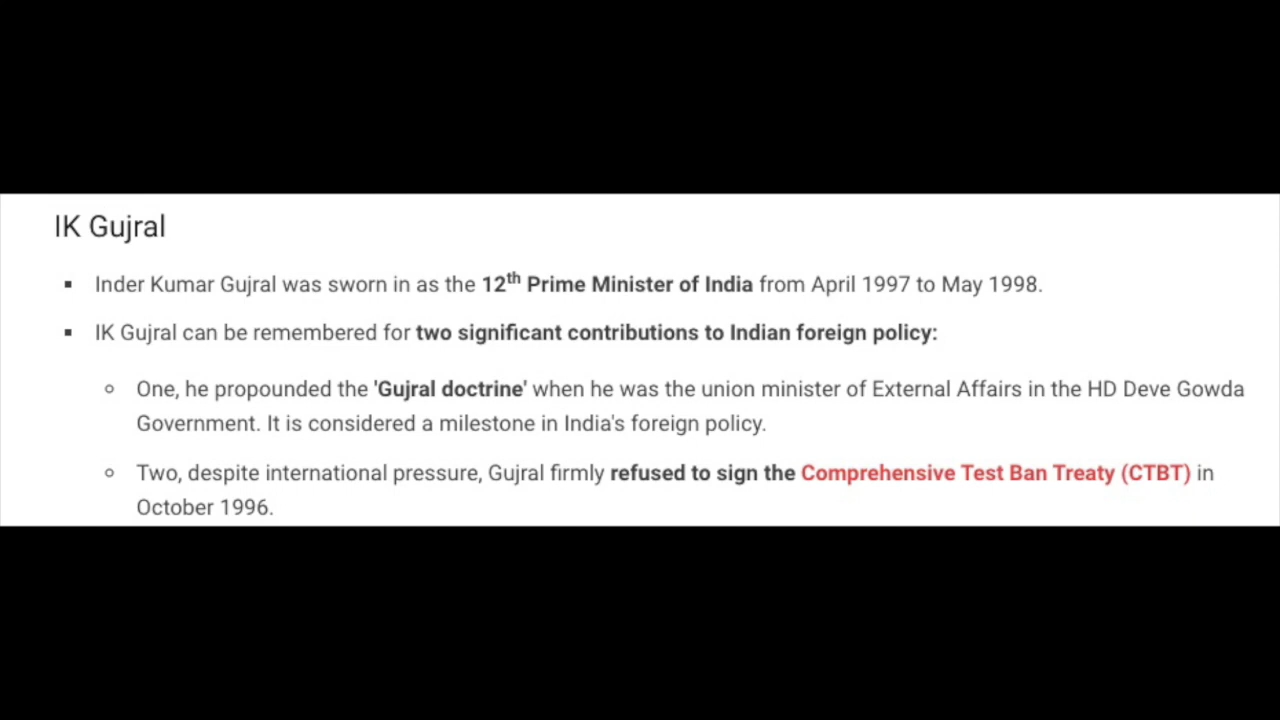 IK Gujral
▪ Inder Kumar Gujral was sworn in as the 12th Prime Minister of India from April 1997 to May 1998.
▪ IK Gujral can be remembered for two significant contributions to Indian foreign policy:
○ One, he propounded the 'Gujral doctrine' when he was the union minister of External Affairs in the HD Deve Gowda
Government. It is considered a milestone in India's foreign policy.
○ Two, despite international pressure, Gujral firmly refused to sign the Comprehensive Test Ban Treaty (CTBT) in
October 1996.